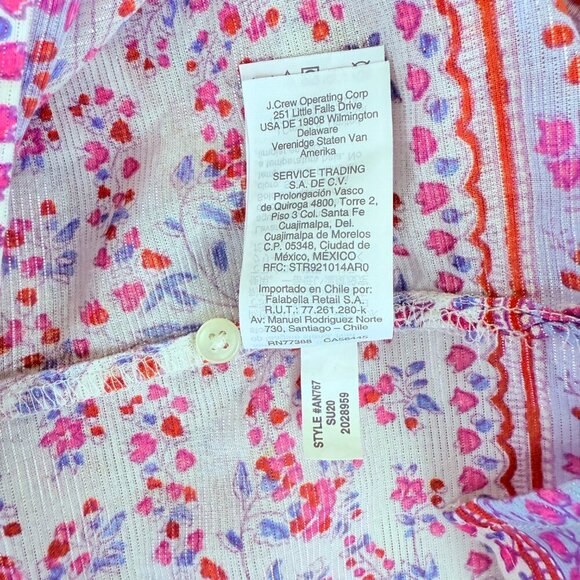 J.Crew Operating Corp
251 Little Falls Drive
USA DE 19808 Wilmington
Delaware
Verenidge Staten Van
Amerika
SERVICE TRADING
S.A. DE C.V.
Prolongación Vasco
de Quiroga 4800, Torre 2,
Piso 3 Col. Santa Fe
Cuajimalpa, Del.
Cuajimalpa de Morelos
C.P. 05348, Ciudad de
México, MÉXICO
RFC: STR921014AR0
Importado en Chile por:
Falabella Retail S.A.
R.U.T: 77.261.280-k
Av: Manuel Rodriguez Norte
730, Santiago - Chile
RN77388
STYLE #AN767
SU20
2028959